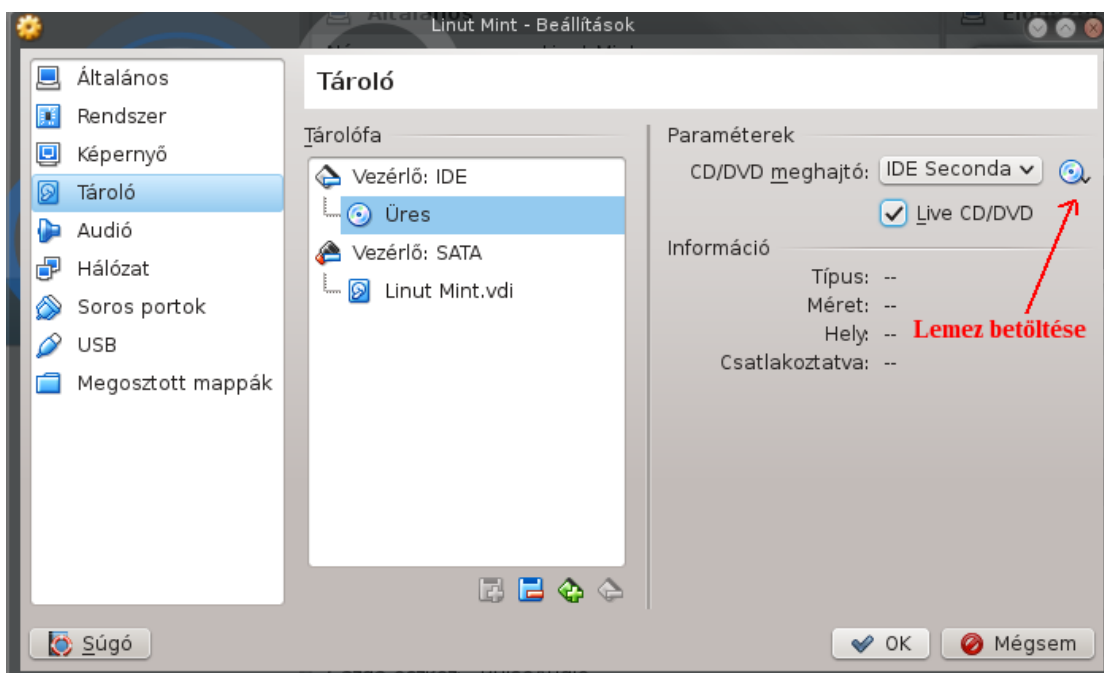 Linut Mint - Beállítások
Általános
Rendszer
Képernyő
Tároló
Audió
Hálózat
Soros portok
USB
Megosztott mappák
Tároló
Tárolófa
Vezérlő: IDE
Üres
Vezérlő: SATA
Linut Mint.vdi
Paraméterek
CD/DVD meghajtó: IDE Seconda
Live CD/DVD
Információ
Típus: --
Méret: --
Hely: --
Csatlakoztatva: --
Lemez betöltése
Súgó
OK
Mégsem